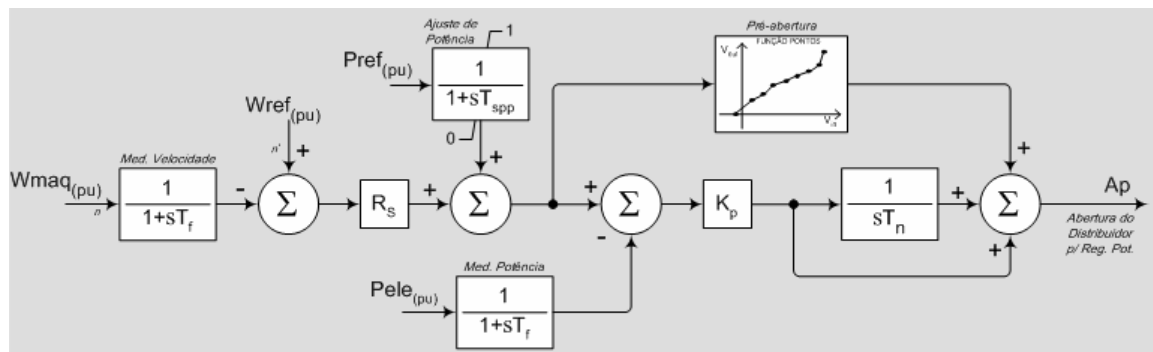 Ajuste de
Potência
1
Pref(pu)
1
1+sTspp
0
Pré-abertura
FUNÇÃO PONTOS
Vout
Vin
Wref(pu)
n'
+
Med. Velocidade
Wmaq(pu)
n
1
1+sTf
-
Σ
RS
+
+
Σ
+
-
Σ
Kp
1
sTn
+
+
+
Σ
Ap
Abertura do
Distribuidor
p/ Reg. Pot.
Med. Potência
Pele(pu)
1
1+sTf